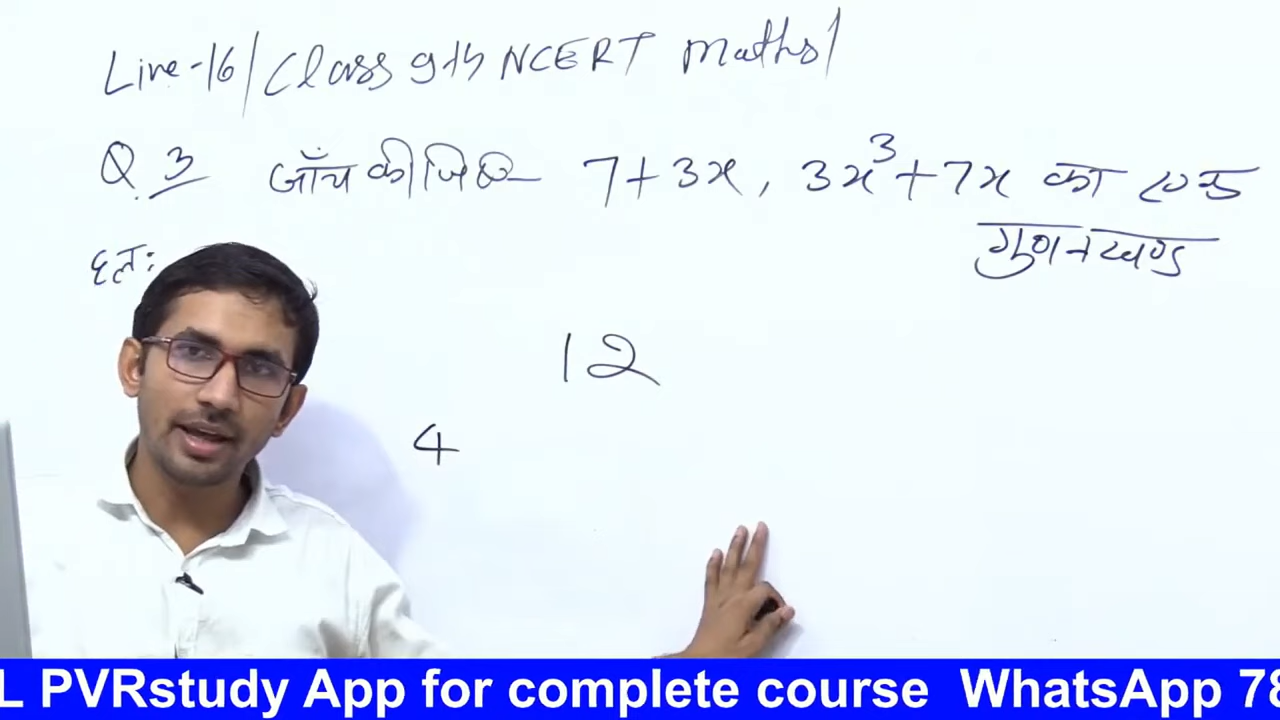 Live-16/Class 9th NCERT Maths/
Q. 3 जाँच कीजिए 7+3x, 3x³+7x का एक
गुणनखण्ड
हल:
12
4
L PVRstudy App for complete course WhatsApp 78